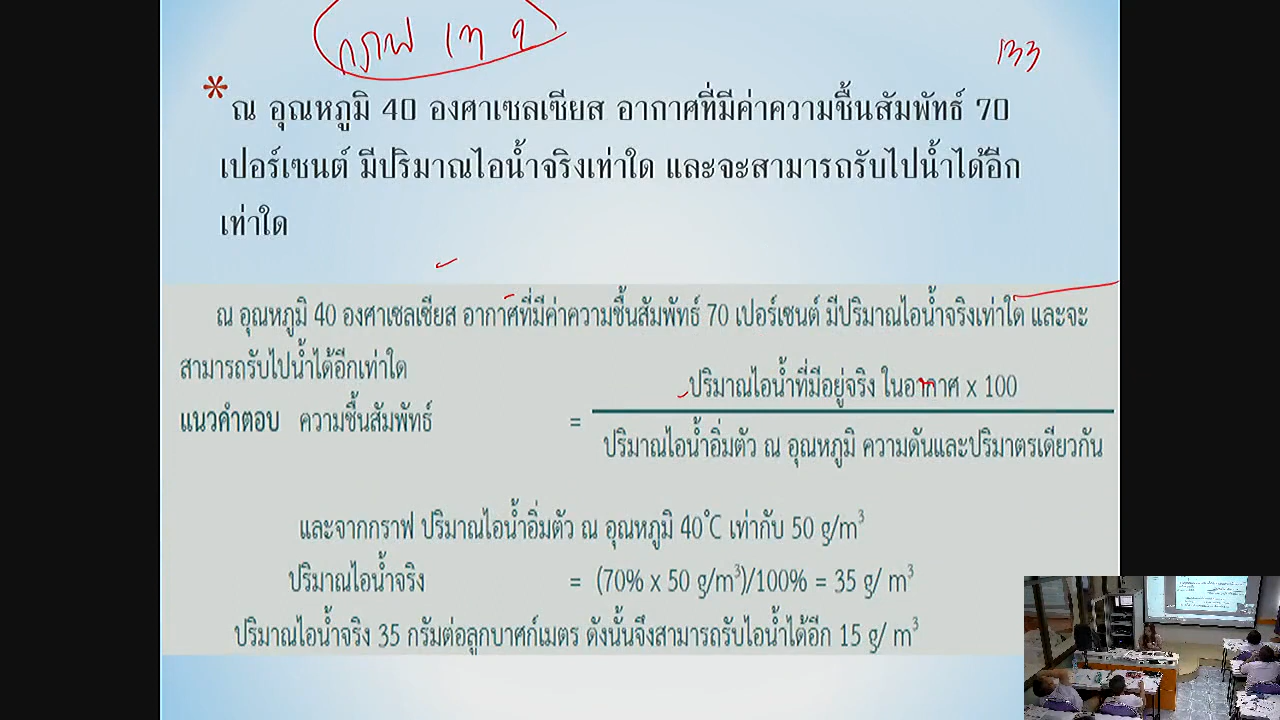 กราฟ เท 2
133
* ณ อุณหภูมิ 40 องศาเซลเซียส อากาศที่มีค่าความชื้นสัมพัทธ์ 70
เปอร์เซนต์ มีปริมาณไอน้ำจริงเท่าใด และจะสามารถรับไปน้ำได้อีก
เท่าใด
ณ อุณหภูมิ 40 องศาเซลเซียส อากาศที่มีค่าความชื้นสัมพัทธ์ 70 เปอร์เซนต์ มีปริมาณไอน้ำจริงเท่าใด และจะ
สามารถรับไปน้ำได้อีกเท่าใด
ปริมาณไอน้ำที่มีอยู่จริง ในอากาศ x 100
แนวคำตอบ ความชื้นสัมพัทธ์ =
ปริมาณไอน้ำอิ่มตัว ณ อุณหภูมิ ความดันและปริมาตรเดียวกัน
และจากกราฟ ปริมาณไอน้ำอิ่มตัว ณ อุณหภูมิ 40°C เท่ากับ 50 g/m³
ปริมาณไอน้ำจริง = (70% x 50 g/m³)/100% = 35 g/ m³
ปริมาณไอน้ำจริง 35 กรัมต่อลูกบาศก์เมตร ดังนั้นจึงสามารถรับไอน้ำได้อีก 15 g/ m³